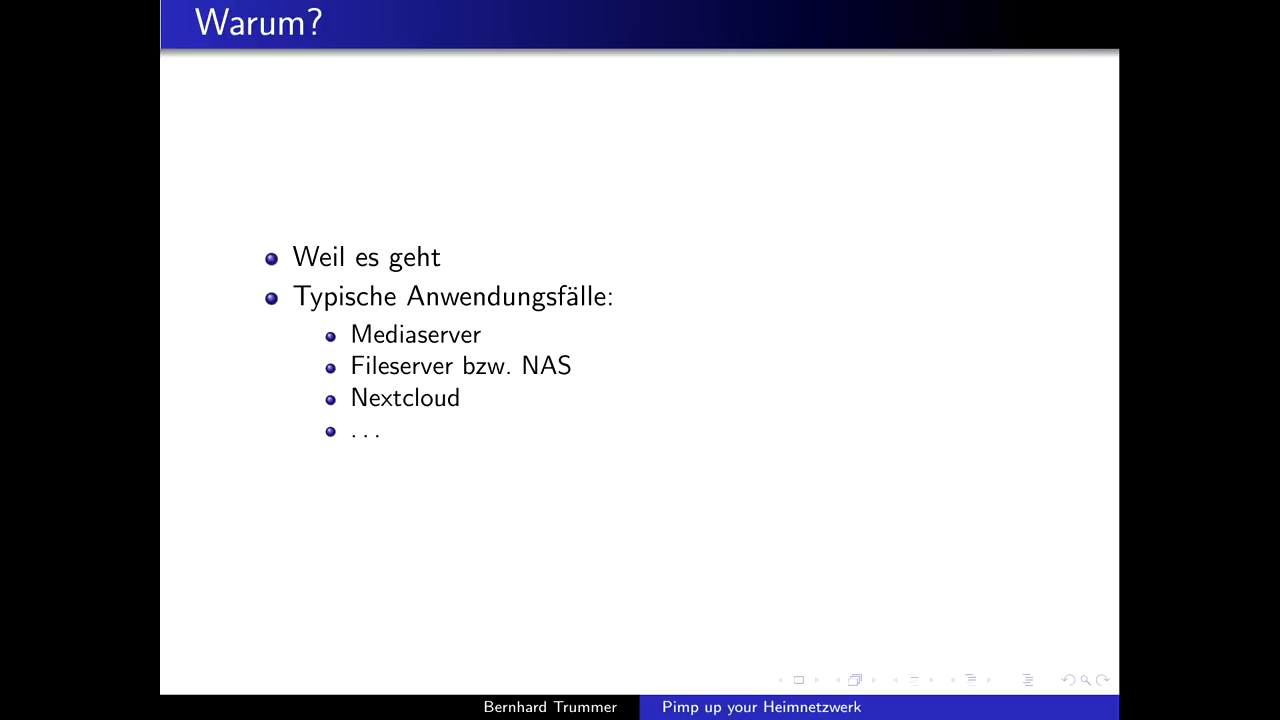 Warum?
Weil es geht
Typische Anwendungsfälle:
Mediaserver
Fileserver bzw. NAS
Nextcloud
...
Bernhard Trummer
Pimp up your Heimnetzwerk